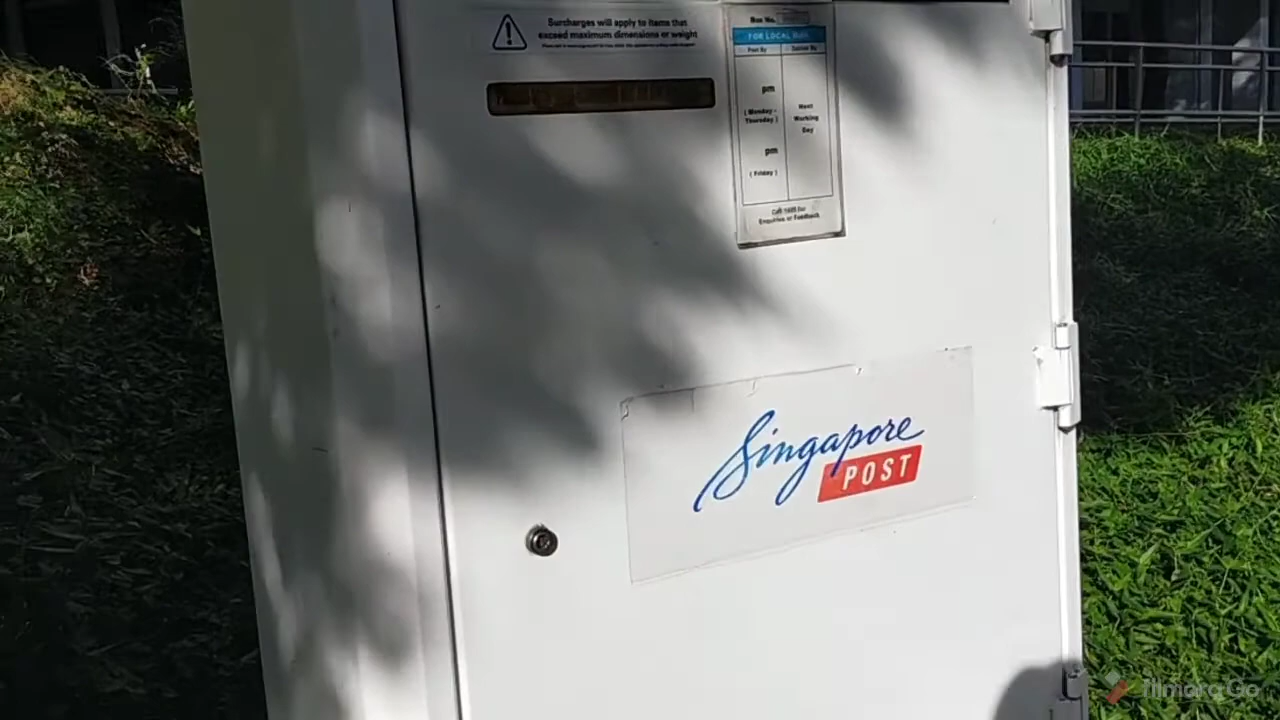 Surcharges will apply to items that
exceed maximum dimensions or weight
Box No.
FOR LOCAL MAIL
Post By
Deliver By
pm
( Monday -
Thursday )
Next
Working
Day
pm
( Friday )
Call 1605 for
Enquiries or Feedback
Singapore
POST
filmora Go